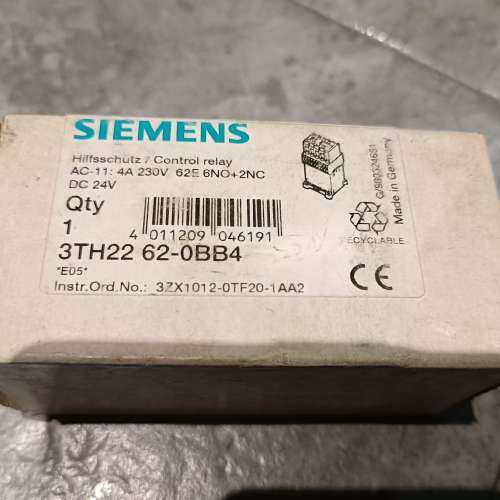 SIEMENS
Hilfsschütz / Control relay
AC-11: 4A 230V 62E 6NO+2NC
DC 24V
Qty
1
4 011209 046191
3TH22 62-0BB4
*E05*
Instr.Ord.No.: 3ZX1012-0TF20-1AA2
RECYCLABLE
CE
Made in Germany